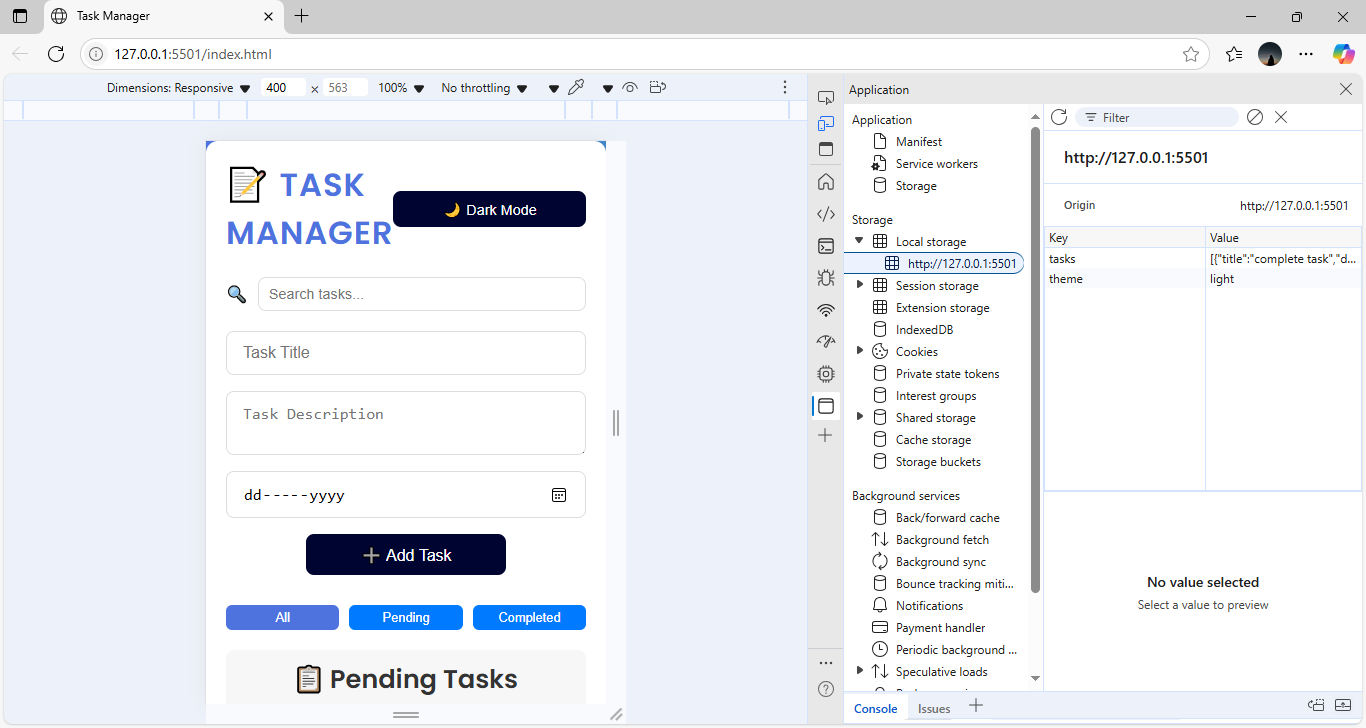 Task Manager
127.0.0.1:5501/index.html
Dimensions: Responsive 400 × 563 100% No throttling
TASK
MANAGER
Dark Mode
Search tasks...
Task Title
Task Description
dd-----yyyy
Add Task
All Pending Completed
Pending Tasks
Application
Application
Manifest
Service workers
Storage
Storage
Local storage
http://127.0.0.1:5501
Session storage
Extension storage
IndexedDB
Cookies
Private state tokens
Interest groups
Shared storage
Cache storage
Storage buckets
Background services
Back/forward cache
Background fetch
Background sync
Bounce tracking miti...
Notifications
Payment handler
Periodic background ...
Speculative loads
Filter
http://127.0.0.1:5501
Origin http://127.0.0.1:5501
Key Value
tasks [{"title":"complete task","d...
theme light
No value selected
Select a value to preview
Console Issues